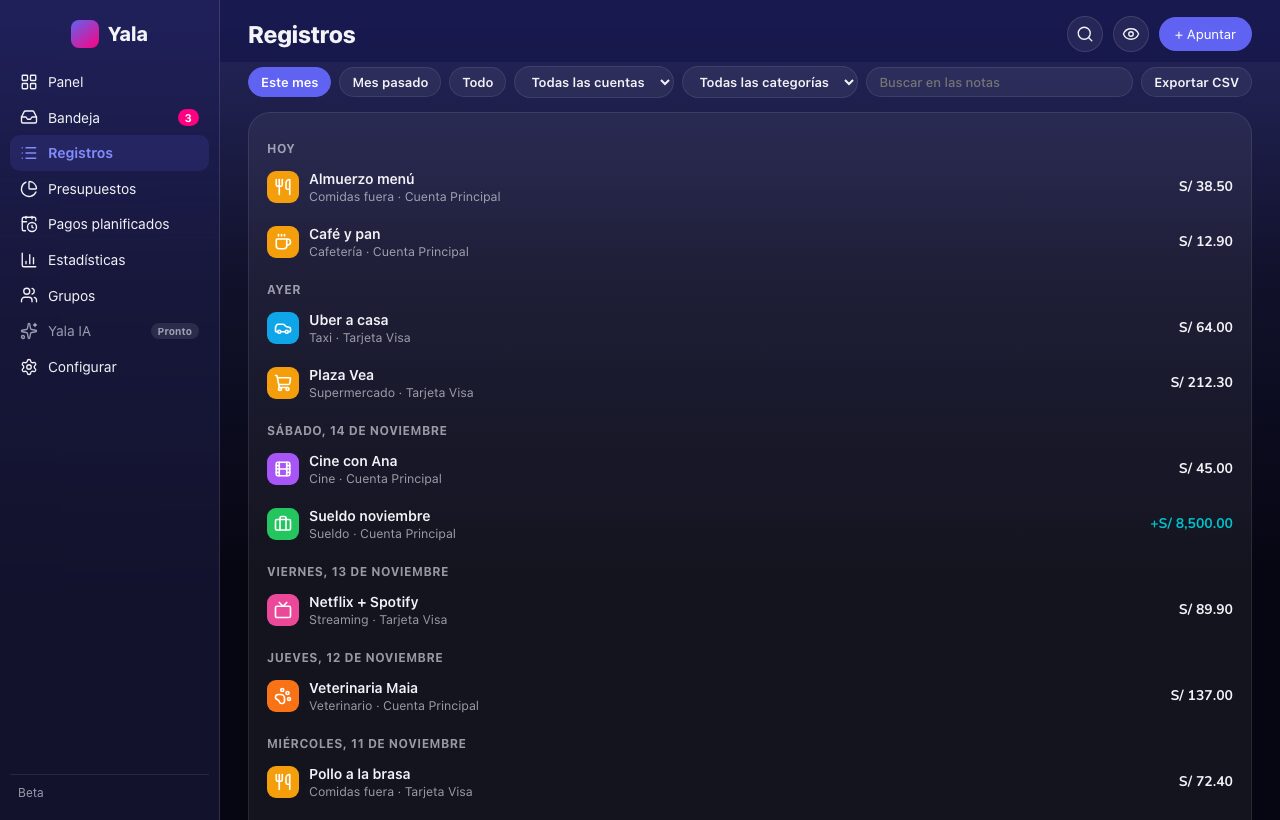 Yala
Panel
Bandeja 3
Registros
Presupuestos
Pagos planificados
Estadísticas
Grupos
Yala IA Pronto
Configurar
Beta
Registros
+ Apuntar
Este mes Mes pasado Todo Todas las cuentas Todas las categorías Buscar en las notas Exportar CSV
HOY
Almuerzo menú
Comidas fuera · Cuenta Principal
S/ 38.50
Café y pan
Cafetería · Cuenta Principal
S/ 12.90
AYER
Uber a casa
Taxi · Tarjeta Visa
S/ 64.00
Plaza Vea
Supermercado · Tarjeta Visa
S/ 212.30
SÁBADO, 14 DE NOVIEMBRE
Cine con Ana
Cine · Cuenta Principal
S/ 45.00
Sueldo noviembre
Sueldo · Cuenta Principal
+S/ 8,500.00
VIERNES, 13 DE NOVIEMBRE
Netflix + Spotify
Streaming · Tarjeta Visa
S/ 89.90
JUEVES, 12 DE NOVIEMBRE
Veterinaria Maia
Veterinario · Cuenta Principal
S/ 137.00
MIÉRCOLES, 11 DE NOVIEMBRE
Pollo a la brasa
Comidas fuera · Tarjeta Visa
S/ 72.40